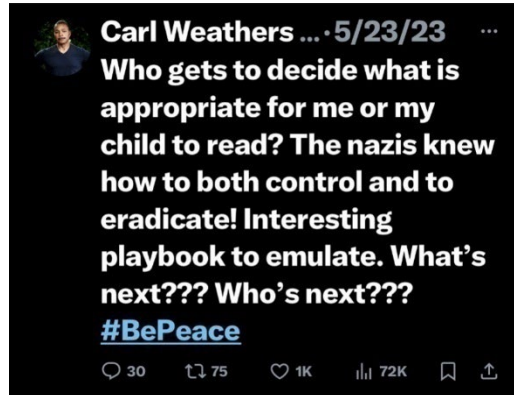 Carl Weathers ... · 5/23/23 ...
Who gets to decide what is
appropriate for me or my
child to read? The nazis knew
how to both control and to
eradicate! Interesting
playbook to emulate. What’s
next??? Who’s next???
#BePeace
30 75 1K 72K